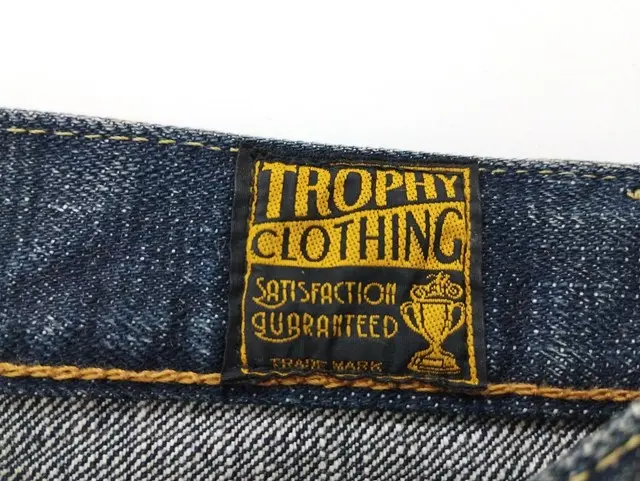 TROPHY
CLOTHING
SATISFACTION
GUARANTEED
TRADE MARK